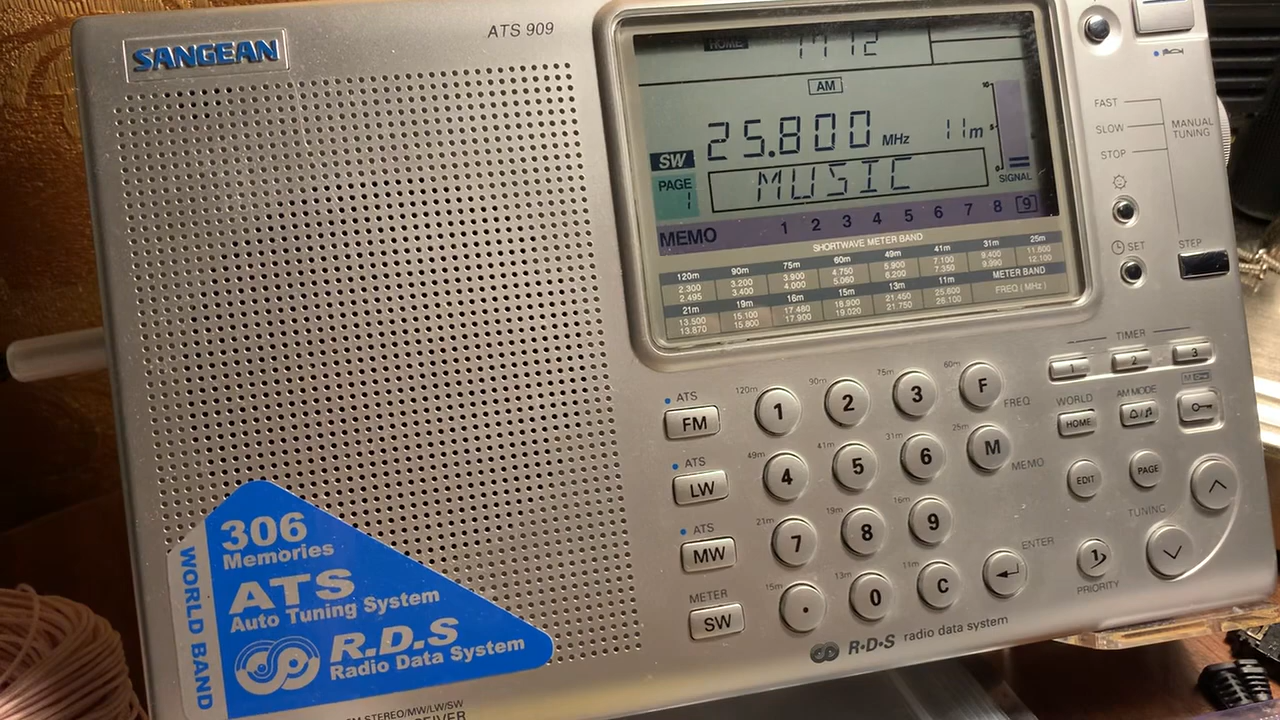 SANGEAN
ATS 909
HOME
AM
SW 25.800 MHz 11m
PAGE 1
MUSIC
10
5
0
SIGNAL
MEMO 1 2 3 4 5 6 7 8 9
SHORTWAVE METER BAND
120m 90m 75m 60m 49m 41m 31m 25m
2.300 3.200 3.900 4.750 5.900 7.100 9.400 11.600
2.495 3.400 4.000 5.060 6.200 7.350 9.990 12.100
21m 19m 16m 15m 13m 11m METER BAND
13.500 15.100 17.480 18.900 21.450 25.600 FREQ ( MHz )
13.870 15.800 17.900 19.020 21.750 26.100
FAST
SLOW
STOP
MANUAL
TUNING
SET
STEP
TIMER
1 2 3
WORLD
HOME
AM MODE
M
ATS
FM
ATS
LW
ATS
MW
METER
SW
120m 1 90m 2 75m 3 60m F FREQ
49m 4 41m 5 31m 6 25m M MEMO
21m 7 19m 8 16m 9
15m . 13m 0 11m C ENTER
EDIT
PAGE
TUNING
1
PRIORITY
R·D·S radio data system
306
Memories
ATS
Auto Tuning System
R.D.S
Radio Data System
WORLD BAND
STEREO/MW/LW/SW